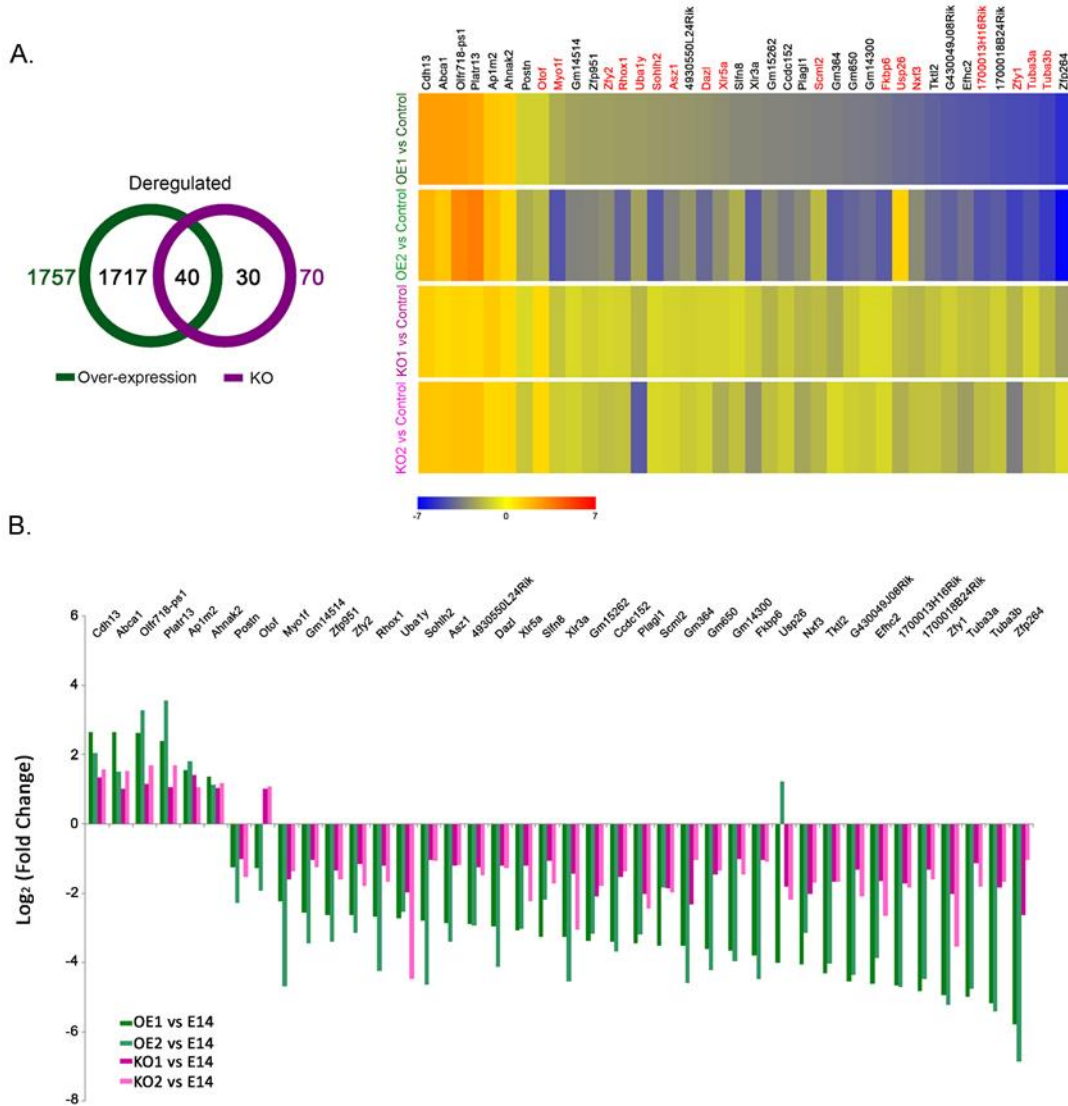 A.
Cdh13
Abca1
Olfr718-ps1
Platr13
Ap1m2
Ahnak2
Postn
Otof
Myo1f
Gm14514
Zfp951
Zfy2
Rhox1
Uba1y
Sohlh2
Asz1
4930550L24Rik
Dazl
Xlr5a
Slfn8
Xlr3a
Gm15262
Ccdc152
Plagl1
Scml2
Gm364
Gm650
Gm14300
Fkbp6
Usp26
Nxf3
Tktl2
G430049J08Rik
Efhc2
1700013H16Rik
1700018B24Rik
Zfy1
Tuba3a
Tuba3b
Zfp264
OE1 vs Control
OE2 vs Control
KO1 vs Control
KO2 vs Control
Deregulated
1757 1717 40 30 70
Over-expression KO
-7 0 7
B.
Cdh13
Abca1
Olfr718-ps1
Platr13
Ap1m2
Ahnak2
Postn
Otof
Myo1f
Gm14514
Zfp951
Zfy2
Rhox1
Uba1y
Sohlh2
Asz1
4930550L24Rik
Dazl
Xlr5a
Slfn8
Xlr3a
Gm15262
Ccdc152
Plagl1
Scml2
Gm364
Gm650
Gm14300
Fkbp6
Usp26
Nxf3
Tktl2
G430049J08Rik
Efhc2
1700013H16Rik
1700018B24Rik
Zfy1
Tuba3a
Tuba3b
Zfp264
Log₂ (Fold Change)
6
4
2
0
-2
-4
-6
-8
OE1 vs E14
OE2 vs E14
KO1 vs E14
KO2 vs E14